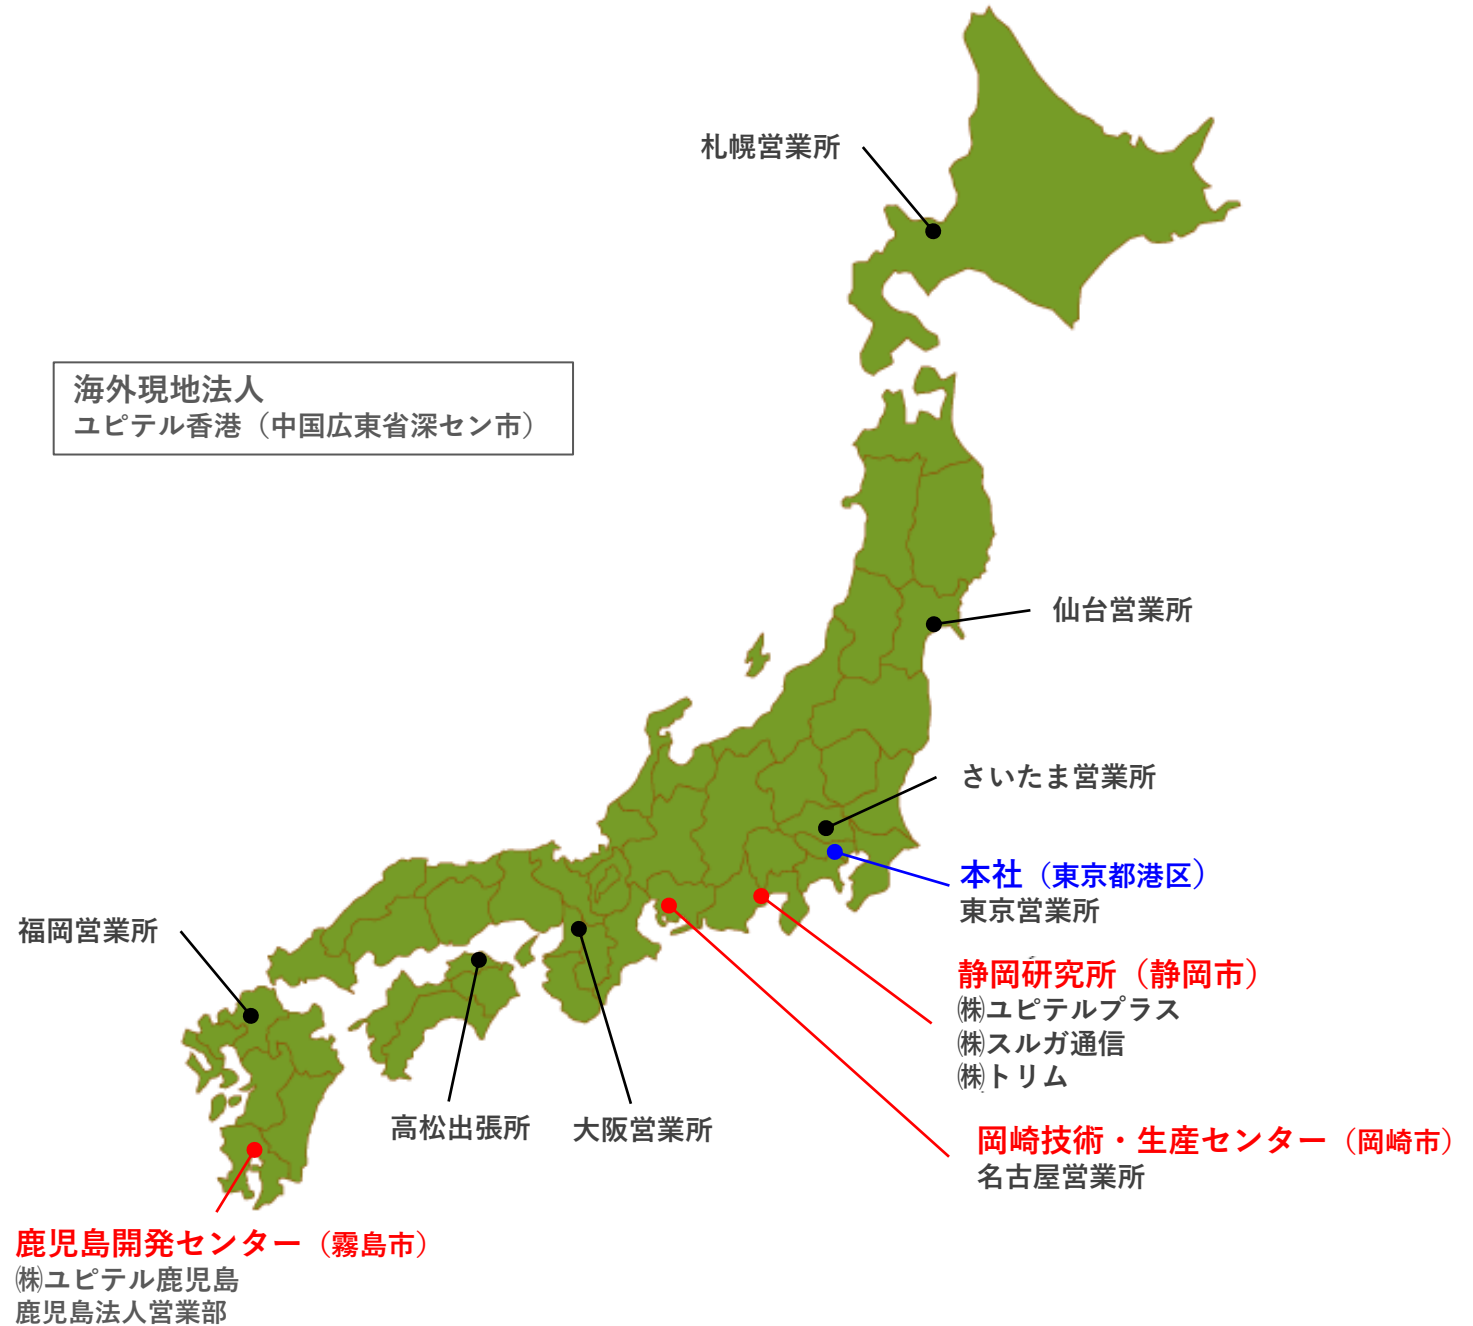 札幌営業所
海外現地法人
ユピテル香港（中国広東省深セン市）
仙台営業所
さいたま営業所
本社（東京都港区）
東京営業所
福岡営業所
静岡研究所（静岡市）
㈱ユピテルプラス
㈱スルガ通信
㈱トリム
高松出張所
大阪営業所
岡崎技術・生産センター（岡崎市）
名古屋営業所
鹿児島開発センター（霧島市）
㈱ユピテル鹿児島
鹿児島法人営業部